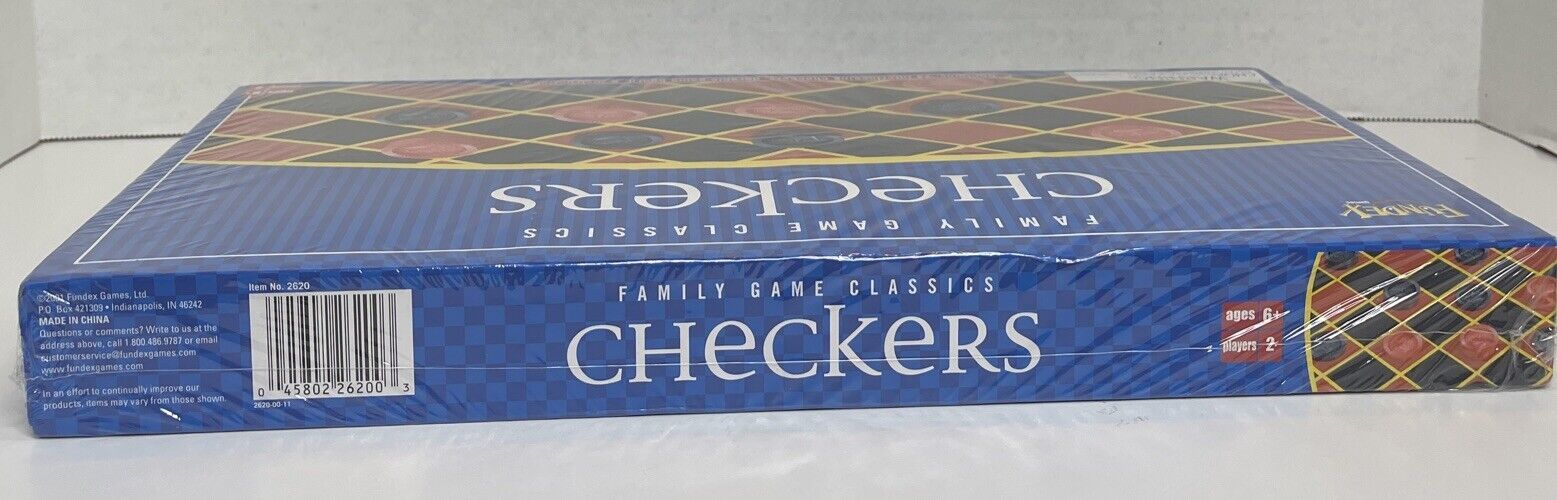 CHeckeRS
FAMILY GAME CLASSICS
FUNDEX
©2001 Fundex Games, Ltd.
P.O. Box 421309 • Indianapolis, IN 46242
MADE IN CHINA
Questions or comments? Write to us at the
address above, call 1 800 486 9787 or email
customerservice@fundexgames.com
www.fundexgames.com
In an effort to continually improve our
products, items may vary from those shown.
Item No. 2620
0 45802 26200 3
2620-00-11
FAMILY GAME CLASSICS
CHeckeRS
ages 6+
players 2